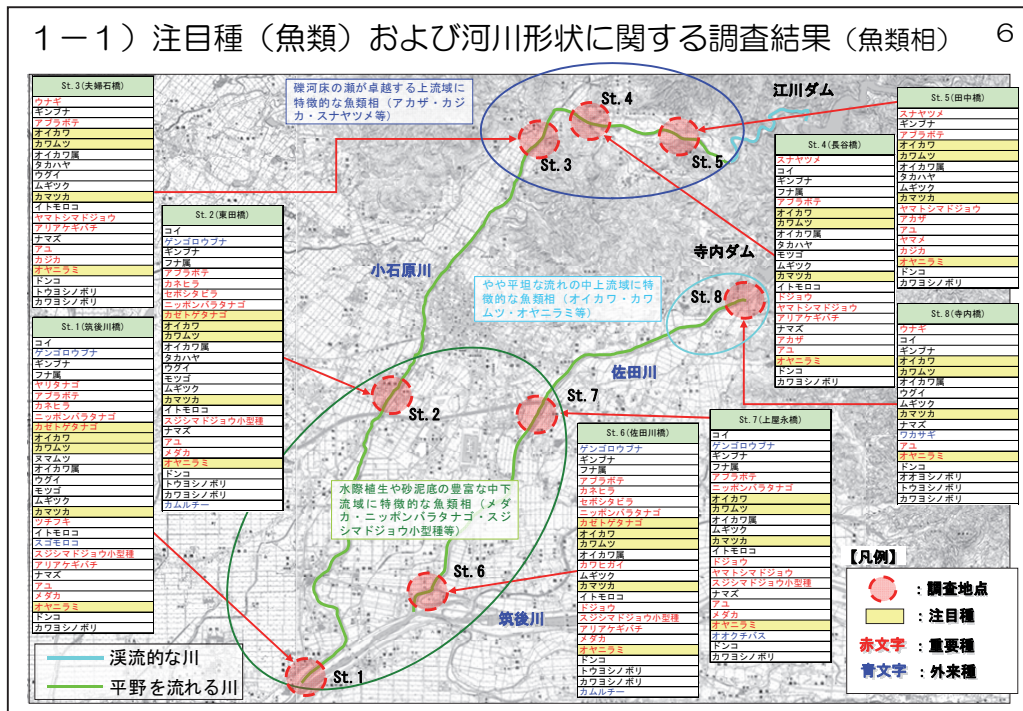 1－1）注目種（魚類）および河川形状に関する調査結果（魚類相）
6
St.3(夫婦石橋)
ウナギ
ギンブナ
アブラボテ
オイカワ
カワムツ
オイカワ属
タカハヤ
ウグイ
ムギツク
カマツカ
イトモロコ
ヤマトシマドジョウ
アリアケギバチ
ナマズ
アユ
カジカ
オヤニラミ
ドンコ
トウヨシノボリ
カワヨシノボリ
St.2(東田橋)
コイ
ゲンゴロウブナ
ギンブナ
フナ属
アブラボテ
カネヒラ
セボシタビラ
ニッポンバラタナゴ
カゼトゲタナゴ
オイカワ
カワムツ
オイカワ属
タカハヤ
ウグイ
モツゴ
ムギツク
カマツカ
イトモロコ
スジシマドジョウ小型種
ナマズ
アユ
メダカ
オヤニラミ
ドンコ
トウヨシノボリ
カワヨシノボリ
カムルチー
St.1(筑後川橋)
コイ
ゲンゴロウブナ
ギンブナ
フナ属
ヤリタナゴ
アブラボテ
カネヒラ
ニッポンバラタナゴ
カゼトゲタナゴ
オイカワ
カワムツ
ヌマムツ
オイカワ属
ウグイ
モツゴ
ムギツク
カマツカ
ツチフキ
イトモロコ
スゴモロコ
スジシマドジョウ小型種
アリアケギバチ
ナマズ
アユ
メダカ
オヤニラミ
ドンコ
カワヨシノボリ
礫河床の瀬が卓越する上流域に
特徴的な魚類相（アカザ・カジ
カ・スナヤツメ等）
St.4
St.3
St.5
江川ダム
小石原川
寺内ダム
やや平坦な流れの中上流域に特
徴的な魚類相（オイカワ・カワ
ムツ・オヤニラミ等）
St.8
佐田川
St.2
St.7
水際植生や砂泥底の豊富な中下
流域に特徴的な魚類相（メダ
カ・ニッポンバラタナゴ・スジ
シマドジョウ小型種等）
St.6
筑後川
St.1
St.5(田中橋)
スナヤツメ
ギンブナ
アブラボテ
オイカワ
カワムツ
オイカワ属
タカハヤ
ムギツク
カマツカ
ヤマトシマドジョウ
アカザ
アユ
ヤマメ
カジカ
オヤニラミ
ドンコ
カワヨシノボリ
St.4(長谷橋)
スナヤツメ
コイ
ギンブナ
フナ属
アブラボテ
オイカワ
カワムツ
オイカワ属
タカハヤ
モツゴ
ムギツク
カマツカ
イトモロコ
ドジョウ
ヤマトシマドジョウ
アリアケギバチ
ナマズ
アカザ
アユ
オヤニラミ
ドンコ
カワヨシノボリ
St.8(寺内橋)
ウナギ
コイ
ギンブナ
オイカワ
カワムツ
オイカワ属
ウグイ
ムギツク
カマツカ
ナマズ
ワカサギ
アユ
オヤニラミ
ドンコ
オオヨシノボリ
トウヨシノボリ
カワヨシノボリ
St.6(佐田川橋)
ゲンゴロウブナ
ギンブナ
フナ属
アブラボテ
カネヒラ
セボシタビラ
ニッポンバラタナゴ
カゼトゲタナゴ
オイカワ
カワムツ
オイカワ属
カワヒガイ
ムギツク
カマツカ
イトモロコ
ドジョウ
スジシマドジョウ小型種
アリアケギバチ
メダカ
オヤニラミ
ドンコ
トウヨシノボリ
カワヨシノボリ
カムルチー
St.7(上屋永橋)
コイ
ゲンゴロウブナ
ギンブナ
フナ属
アブラボテ
ニッポンバラタナゴ
オイカワ
カワムツ
オイカワ属
ムギツク
カマツカ
イトモロコ
ドジョウ
ヤマトシマドジョウ
スジシマドジョウ小型種
ナマズ
アユ
メダカ
オヤニラミ
オオクチバス
ドンコ
カワヨシノボリ
【凡例】
：調査地点
：注目種
赤文字：重要種
青文字：外来種
渓流的な川
平野を流れる川